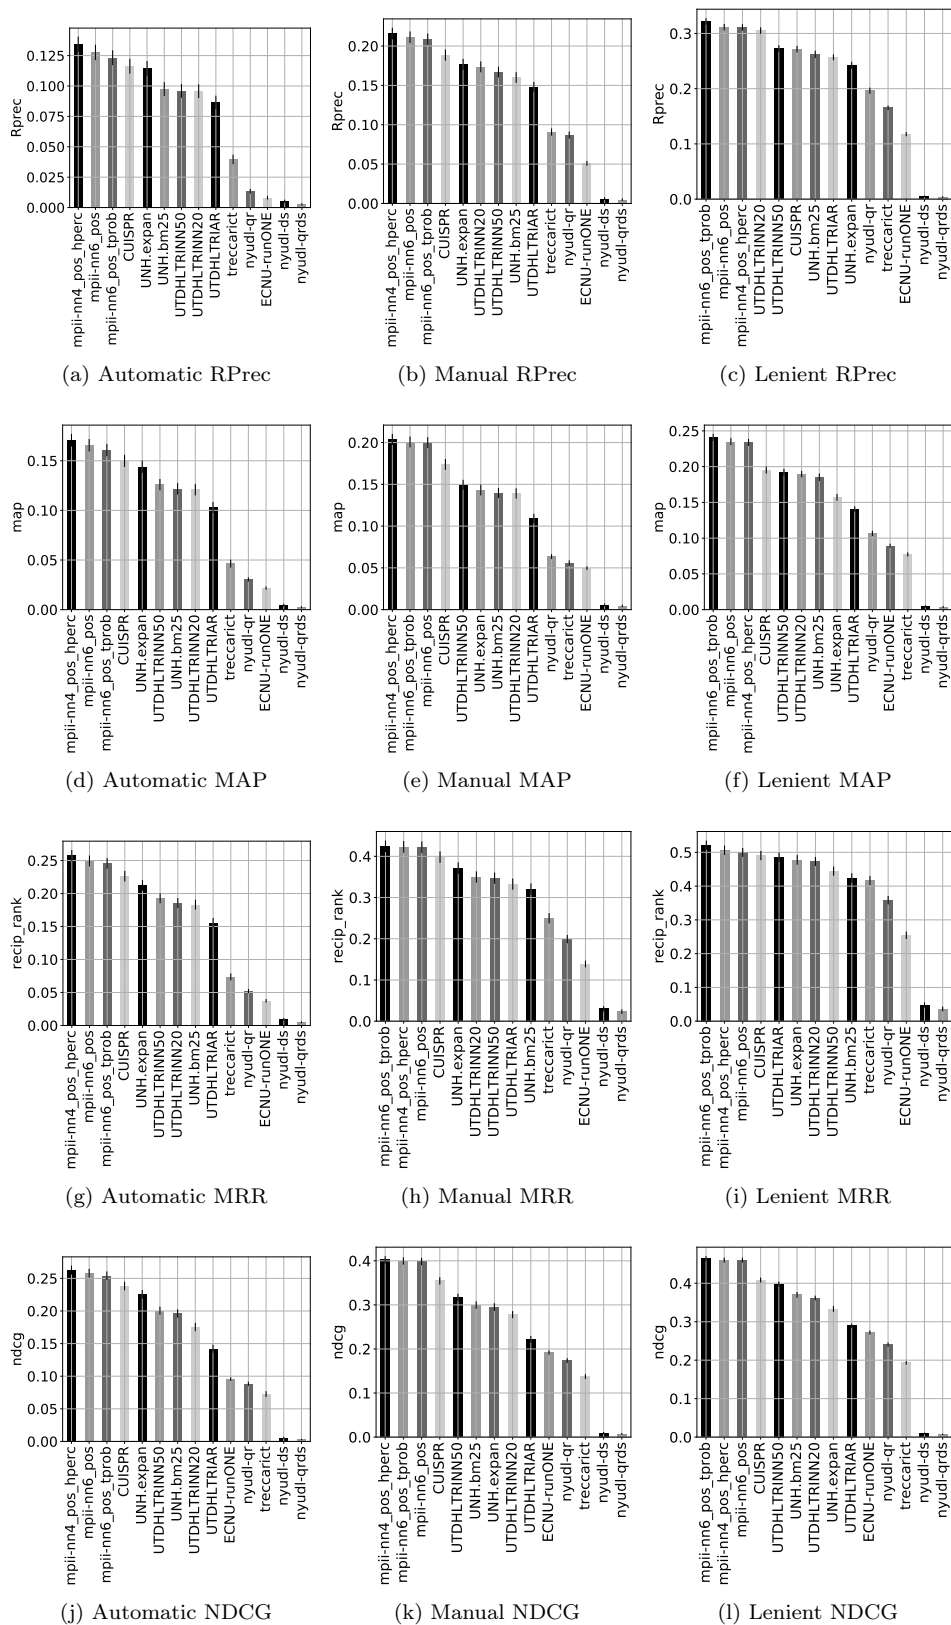 0.125
0.100
0.075
0.050
0.025
0.000
Rprec
mpii-nn4_pos_hperc
mpii-nn6_pos
mpii-nn6_pos_tprob
CUISPR
UNH.expan
UNH.bm25
UTDHLTRINN50
UTDHLTRINN20
UTDHLTRIAR
treccarict
nyudl-qr
ECNU-runONE
nyudl-ds
nyudl-qrds
(a) Automatic RPrec
0.20
0.15
0.10
0.05
0.00
Rprec
mpii-nn4_pos_hperc
mpii-nn6_pos
mpii-nn6_pos_tprob
CUISPR
UNH.expan
UTDHLTRINN20
UTDHLTRINN50
UNH.bm25
UTDHLTRIAR
treccarict
nyudl-qr
ECNU-runONE
nyudl-ds
nyudl-qrds
(b) Manual RPrec
0.3
0.2
0.1
0.0
Rprec
mpii-nn6_pos_tprob
mpii-nn6_pos
mpii-nn4_pos_hperc
UTDHLTRINN20
UTDHLTRINN50
CUISPR
UNH.bm25
UTDHLTRIAR
UNH.expan
nyudl-qr
treccarict
ECNU-runONE
nyudl-ds
nyudl-qrds
(c) Lenient RPrec
0.15
0.10
0.05
0.00
map
mpii-nn4_pos_hperc
mpii-nn6_pos
mpii-nn6_pos_tprob
CUISPR
UNH.expan
UTDHLTRINN50
UNH.bm25
UTDHLTRINN20
UTDHLTRIAR
treccarict
nyudl-qr
ECNU-runONE
nyudl-ds
nyudl-qrds
(d) Automatic MAP
0.20
0.15
0.10
0.05
0.00
map
mpii-nn4_pos_hperc
mpii-nn6_pos_tprob
mpii-nn6_pos
CUISPR
UTDHLTRINN50
UNH.expan
UNH.bm25
UTDHLTRINN20
UTDHLTRIAR
nyudl-qr
treccarict
ECNU-runONE
nyudl-ds
nyudl-qrds
(e) Manual MAP
0.25
0.20
0.15
0.10
0.05
0.00
map
mpii-nn6_pos_tprob
mpii-nn6_pos
mpii-nn4_pos_hperc
CUISPR
UTDHLTRINN50
UTDHLTRINN20
UNH.bm25
UNH.expan
UTDHLTRIAR
nyudl-qr
treccarict
ECNU-runONE
nyudl-ds
nyudl-qrds
(f) Lenient MAP
0.25
0.20
0.15
0.10
0.05
0.00
recip_rank
mpii-nn4_pos_hperc
mpii-nn6_pos
mpii-nn6_pos_tprob
CUISPR
UNH.expan
UTDHLTRINN50
UTDHLTRINN20
UNH.bm25
UTDHLTRIAR
treccarict
nyudl-qr
ECNU-runONE
nyudl-ds
nyudl-qrds
(g) Automatic MRR
0.4
0.3
0.2
0.1
0.0
recip_rank
mpii-nn6_pos_tprob
mpii-nn4_pos_hperc
mpii-nn6_pos
CUISPR
UNH.expan
UTDHLTRINN20
UTDHLTRINN50
UTDHLTRIAR
UNH.bm25
treccarict
nyudl-qr
ECNU-runONE
nyudl-ds
nyudl-qrds
(h) Manual MRR
0.5
0.4
0.3
0.2
0.1
0.0
recip_rank
mpii-nn6_pos_tprob
mpii-nn4_pos_hperc
mpii-nn6_pos
CUISPR
UTDHLTRIAR
UNH.expan
UTDHLTRINN20
UTDHLTRINN50
UNH.bm25
treccarict
nyudl-qr
ECNU-runONE
nyudl-ds
nyudl-qrds
(i) Lenient MRR
0.25
0.20
0.15
0.10
0.05
0.00
ndcg
mpii-nn4_pos_hperc
mpii-nn6_pos
mpii-nn6_pos_tprob
CUISPR
UNH.expan
UTDHLTRINN50
UNH.bm25
UTDHLTRINN20
UTDHLTRIAR
ECNU-runONE
nyudl-qr
treccarict
nyudl-ds
nyudl-qrds
(j) Automatic NDCG
0.4
0.3
0.2
0.1
0.0
ndcg
mpii-nn4_pos_hperc
mpii-nn6_pos_tprob
mpii-nn6_pos
CUISPR
UTDHLTRINN50
UNH.bm25
UNH.expan
UTDHLTRINN20
UTDHLTRIAR
ECNU-runONE
nyudl-qr
treccarict
nyudl-ds
nyudl-qrds
(k) Manual NDCG
0.4
0.3
0.2
0.1
0.0
ndcg
mpii-nn6_pos_tprob
mpii-nn4_pos_hperc
mpii-nn6_pos
CUISPR
UTDHLTRINN50
UNH.bm25
UTDHLTRINN20
UNH.expan
UTDHLTRIAR
ECNU-runONE
nyudl-qr
treccarict
nyudl-ds
nyudl-qrds
(l) Lenient NDCG